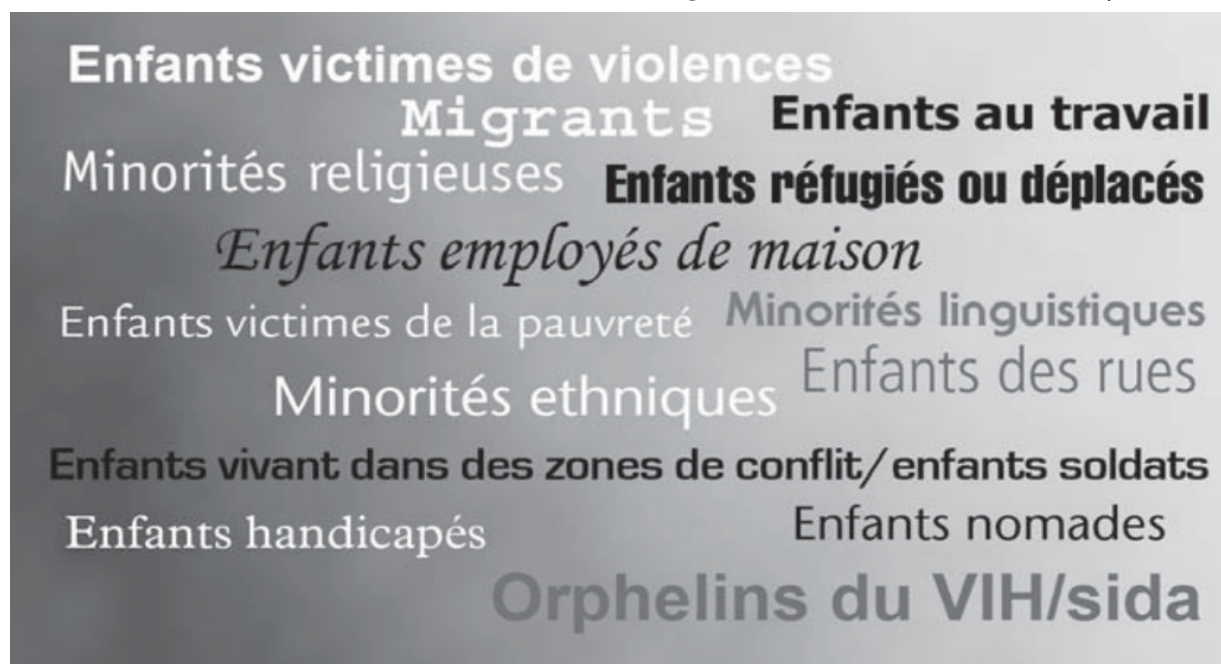 Enfants victimes de violences
Migrants
Enfants au travail
Minorités religieuses
Enfants réfugiés ou déplacés
Enfants employés de maison
Enfants victimes de la pauvreté
Minorités linguistiques
Enfants des rues
Minorités ethniques
Enfants vivant dans des zones de conflit/enfants soldats
Enfants handicapés
Enfants nomades
Orphelins du VIH/sida